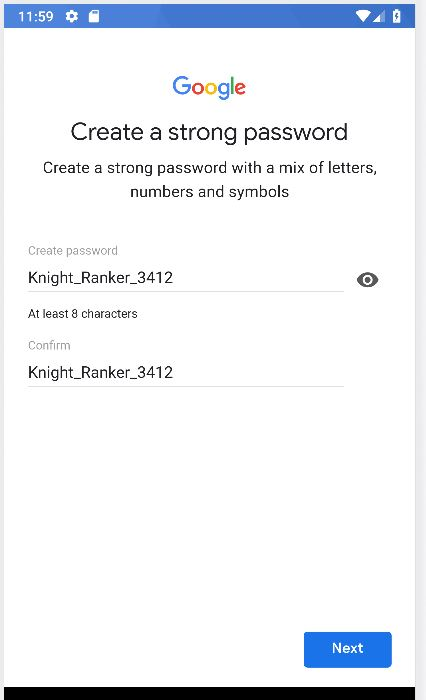 11:59
Google
Create a strong password
Create a strong password with a mix of letters,
numbers and symbols
Create password
Knight_Ranker_3412
At least 8 characters
Confirm
Knight_Ranker_3412
Next